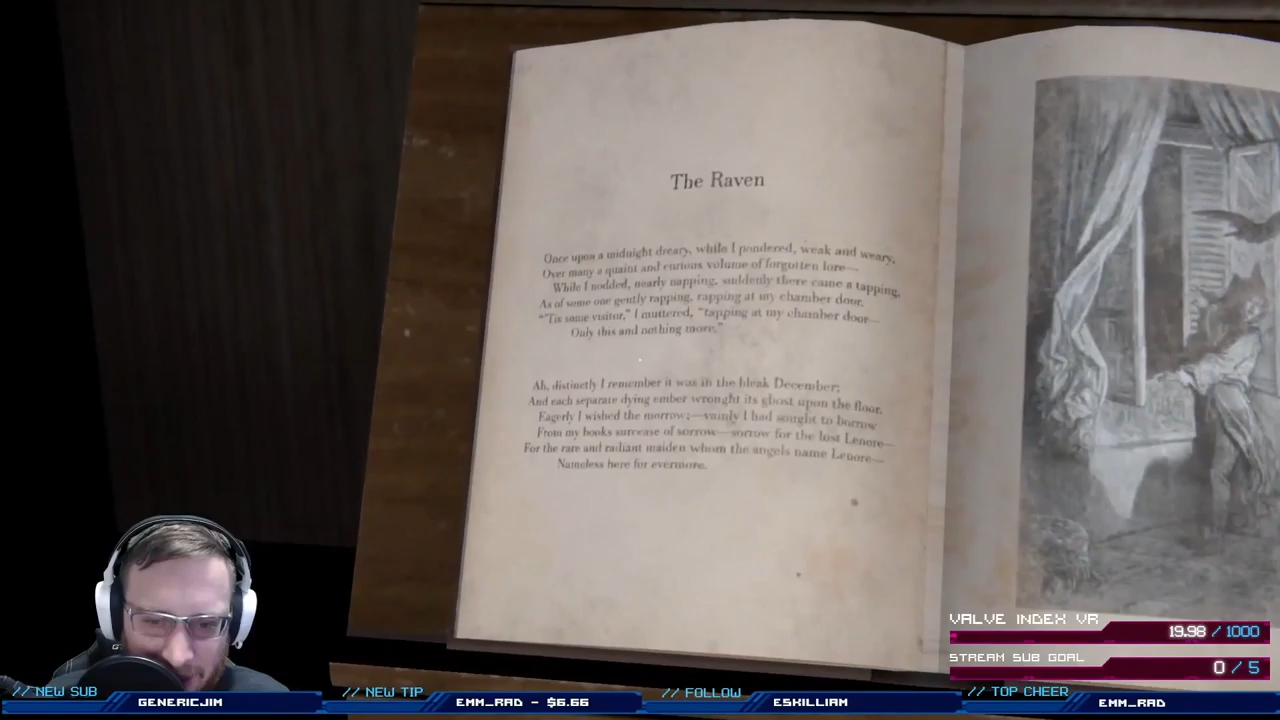 The Raven
Once upon a midnight dreary, while I pondered, weak and weary,
Over many a quaint and curious volume of forgotten lore—
While I nodded, nearly napping, suddenly there came a tapping,
As of some one gently rapping, rapping at my chamber door.
"'Tis some visitor," I muttered, "tapping at my chamber door—
Only this and nothing more."
Ah, distinctly I remember it was in the bleak December;
And each separate dying ember wrought its ghost upon the floor.
Eagerly I wished the morrow;—vainly I had sought to borrow
From my books surcease of sorrow—sorrow for the lost Lenore—
For the rare and radiant maiden whom the angels name Lenore—
Nameless here for evermore.
VALVE INDEX VR
19.98 / 1000
STREAM SUB GOAL
0 / 5
// NEW SUB
GENERICJIM
// NEW TIP
EMM_RAD - $6.66
// FOLLOW
ESKILLIAM
// TOP CHEER
EMM_RAD